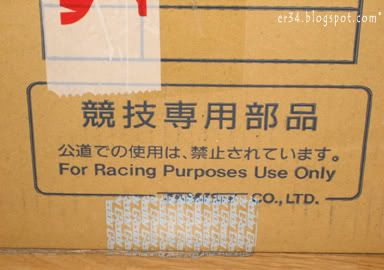 er34.blogspot.com
競技専用部品
公道での使用は、禁止されています。
For Racing Purposes Use Only
CO.,LTD.